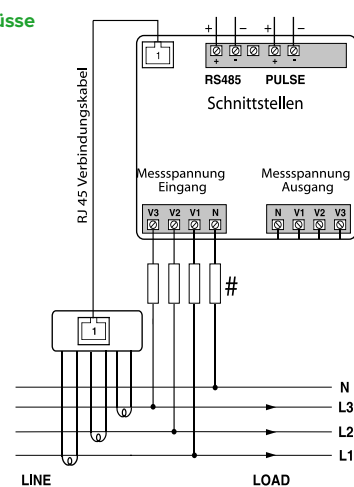 üsse
+ − + −
1
+ - + -
RS485 PULSE
Schnittstellen
RJ 45 Verbindungskabel
Messspannung Eingang
Messspannung Ausgang
V3 V2 V1 N
N V1 V2 V3
#
1
N
L3
L2
L1
LINE LOAD